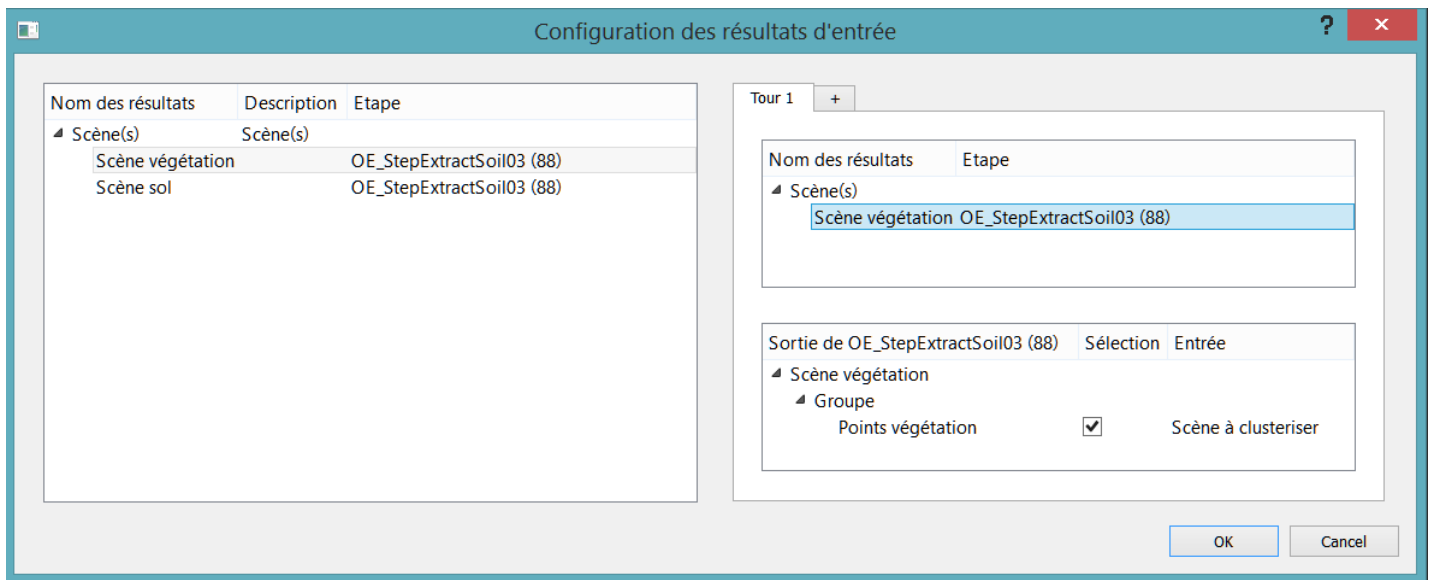 Configuration des résultats d'entrée
?
Nom des résultats Description Etape
Scène(s) Scène(s)
Scène végétation OE_StepExtractSoil03 (88)
Scène sol OE_StepExtractSoil03 (88)
Tour 1 +
Nom des résultats Etape
Scène(s)
Scène végétation OE_StepExtractSoil03 (88)
Sortie de OE_StepExtractSoil03 (88) Sélection Entrée
Scène végétation
Groupe
Points végétation Scène à clusteriser
OK Cancel